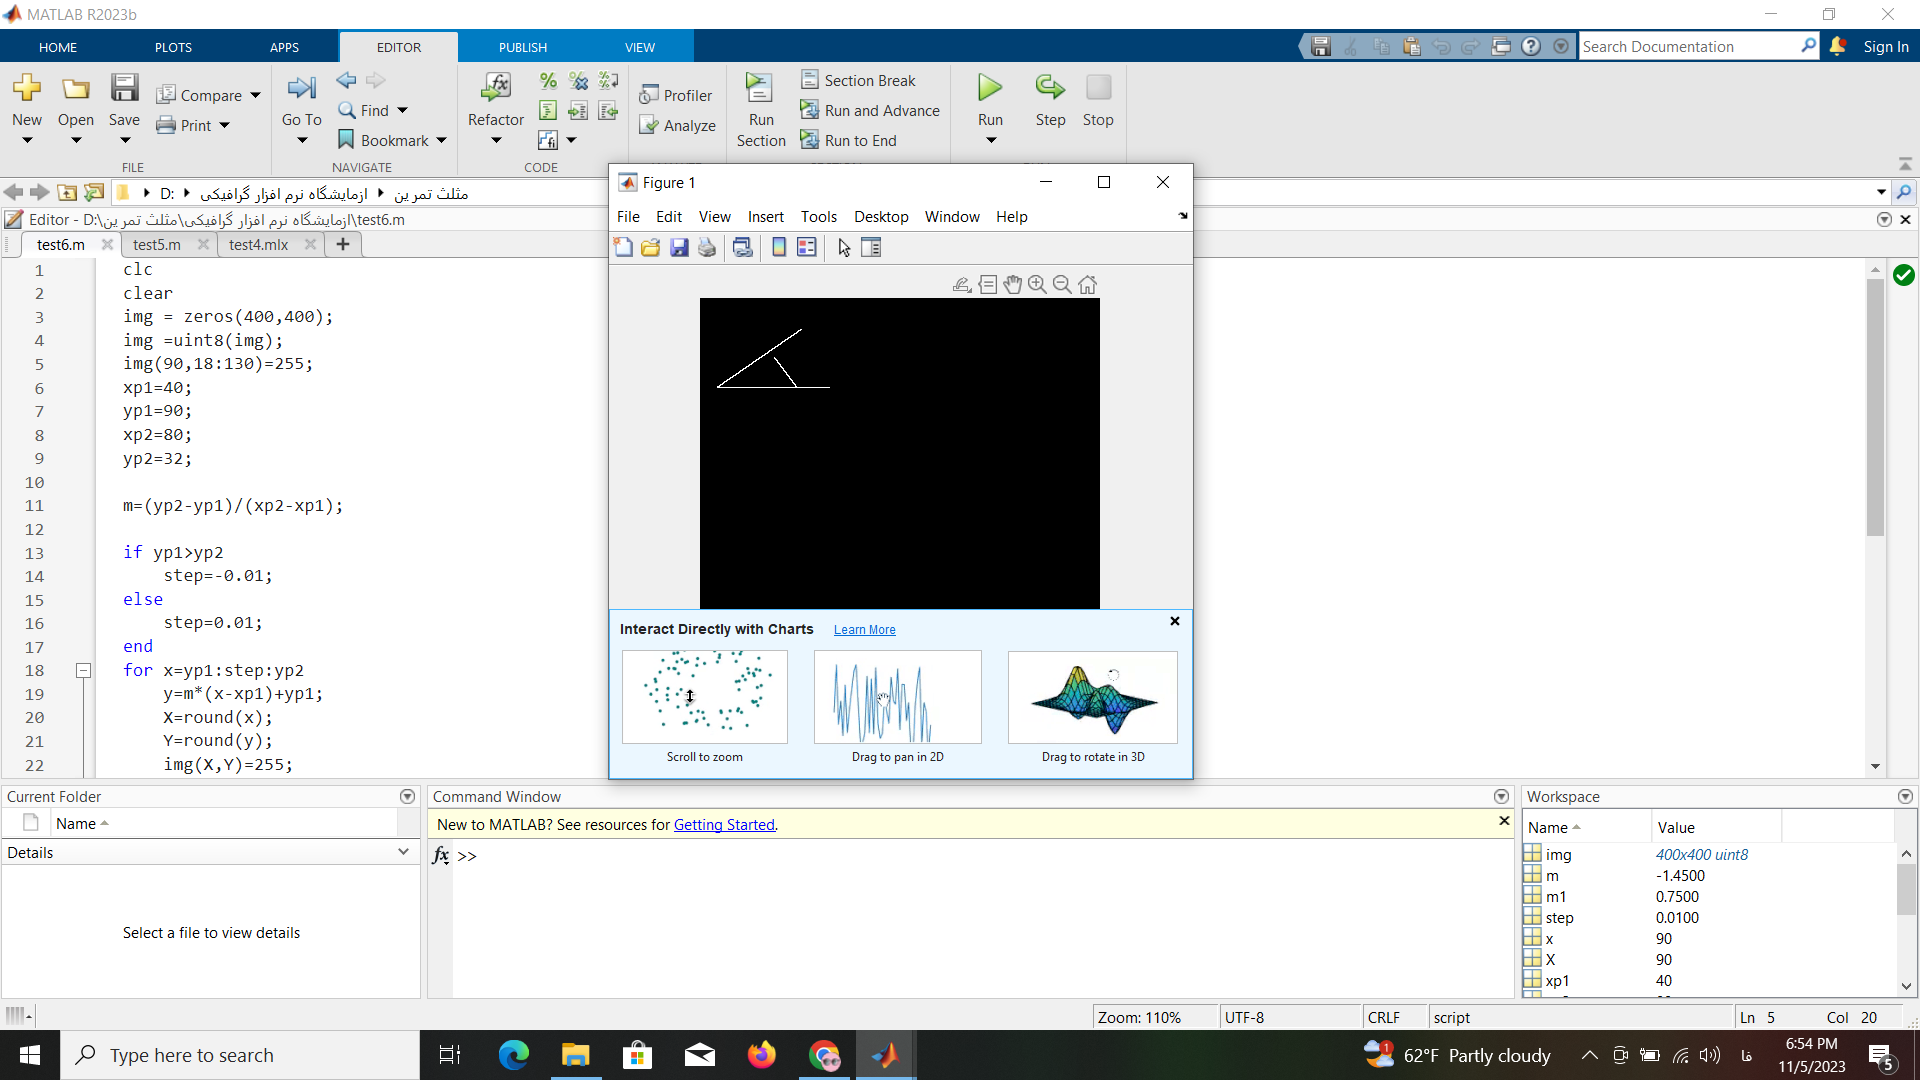 MATLAB R2023b
HOME PLOTS APPS EDITOR PUBLISH VIEW
Search Documentation
Sign In
New Open Save Compare Print
FILE
Go To Find Bookmark
NAVIGATE
Refactor
CODE
Profiler
Analyze
Run Section
Section Break
Run and Advance
Run to End
Run Step Stop
D: ازمایشگاه نرم افزار گرافیکی مثلث تمرین
Editor - D:\ازمایشگاه نرم افزار گرافیکی\مثلث تمرین\test6.m
test6.m test5.m test4.mlx
1 clc
2 clear
3 img = zeros(400,400);
4 img =uint8(img);
5 img(90,18:130)=255;
6 xp1=40;
7 yp1=90;
8 xp2=80;
9 yp2=32;
10
11 m=(yp2-yp1)/(xp2-xp1);
12
13 if yp1>yp2
14 step=-0.01;
15 else
16 step=0.01;
17 end
18 for x=yp1:step:yp2
19 y=m*(x-xp1)+yp1;
20 X=round(x);
21 Y=round(y);
22 img(X,Y)=255;
Figure 1
File Edit View Insert Tools Desktop Window Help
Interact Directly with Charts Learn More
Scroll to zoom
Drag to pan in 2D
Drag to rotate in 3D
Current Folder
Name
Details
Select a file to view details
Command Window
New to MATLAB? See resources for Getting Started.
fx >>
Workspace
Name Value
img 400x400 uint8
m -1.4500
m1 0.7500
step 0.0100
x 90
X 90
xp1 40
Zoom: 110% UTF-8 CRLF script Ln 5 Col 20
Type here to search
1
62°F Partly cloudy
فا
6:54 PM
11/5/2023
5